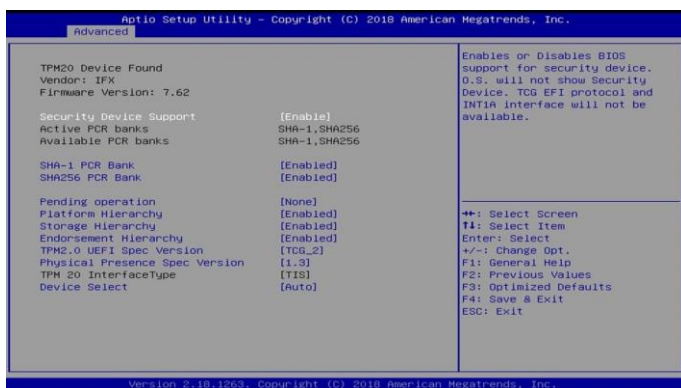 Aptio Setup Utility – Copyright (C) 2018 American Megatrends, Inc.
Advanced
TPM20 Device Found
Vendor: IFX
Firmware Version: 7.62
Security Device Support [Enable]
Active PCR banks SHA-1,SHA256
Available PCR banks SHA-1,SHA256
SHA-1 PCR Bank [Enabled]
SHA256 PCR Bank [Enabled]
Pending operation [None]
Platform Hierarchy [Enabled]
Storage Hierarchy [Enabled]
Endorsement Hierarchy [Enabled]
TPM2.0 UEFI Spec Version [TCG_2]
Physical Presence Spec Version [1.3]
TPM 20 InterfaceType [TIS]
Device Select [Auto]
Enables or Disables BIOS
support for security device.
O.S. will not show Security
Device. TCG EFI protocol and
INT1A interface will not be
available.
→←: Select Screen
↑↓: Select Item
Enter: Select
+/-: Change Opt.
F1: General Help
F2: Previous Values
F3: Optimized Defaults
F4: Save & Exit
ESC: Exit
Version 2.18.1263. Copyright (C) 2018 American Megatrends, Inc.